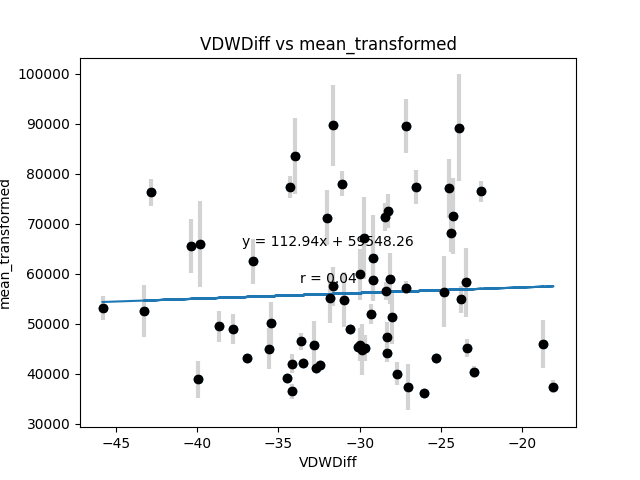 VDWDiff vs mean_transformed
100000
90000
80000
70000
60000
50000
40000
30000
mean_transformed
y = 112.94x + 59548.26
r = 0.04
−45
−40
−35
−30
−25
−20
VDWDiff